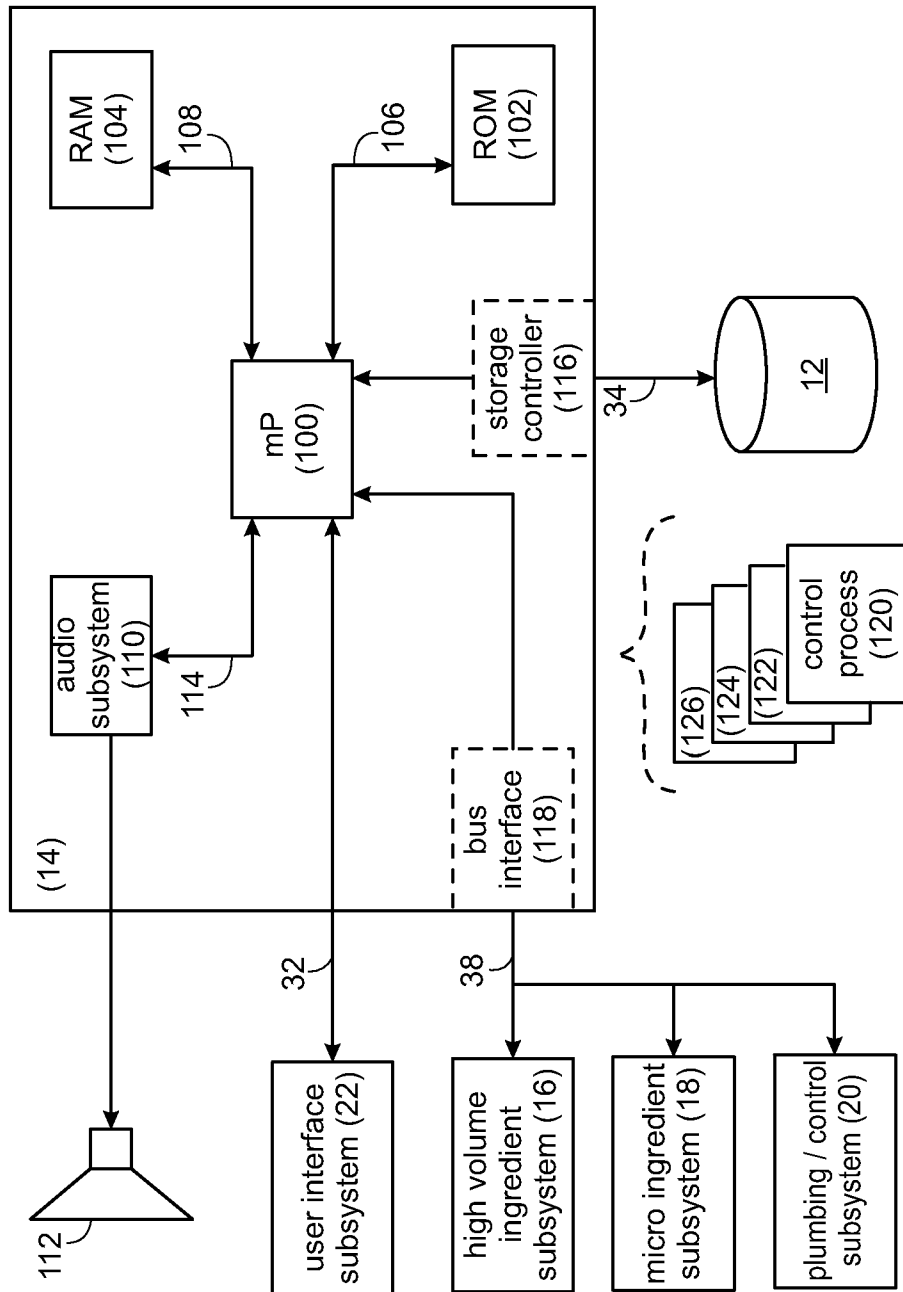 RAM
(104)
108
106
ROM
(102)
mP
(100)
storage
controller
(116)
34
12
audio
subsystem
(110)
114
(14)
bus
interface
(118)
control
process
(120)
(122)
(124)
(126)
112
32
38
user interface
subsystem (22)
high volume
ingredient
subsystem (16)
micro ingredient
subsystem (18)
plumbing / control
subsystem (20)